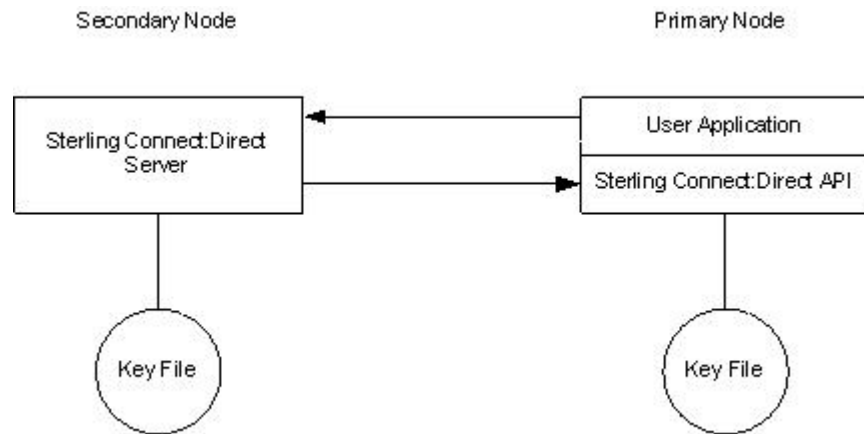 Secondary Node
Primary Node
Sterling Connect:Direct
Server
User Application
Sterling Connect:Direct API
Key File
Key File